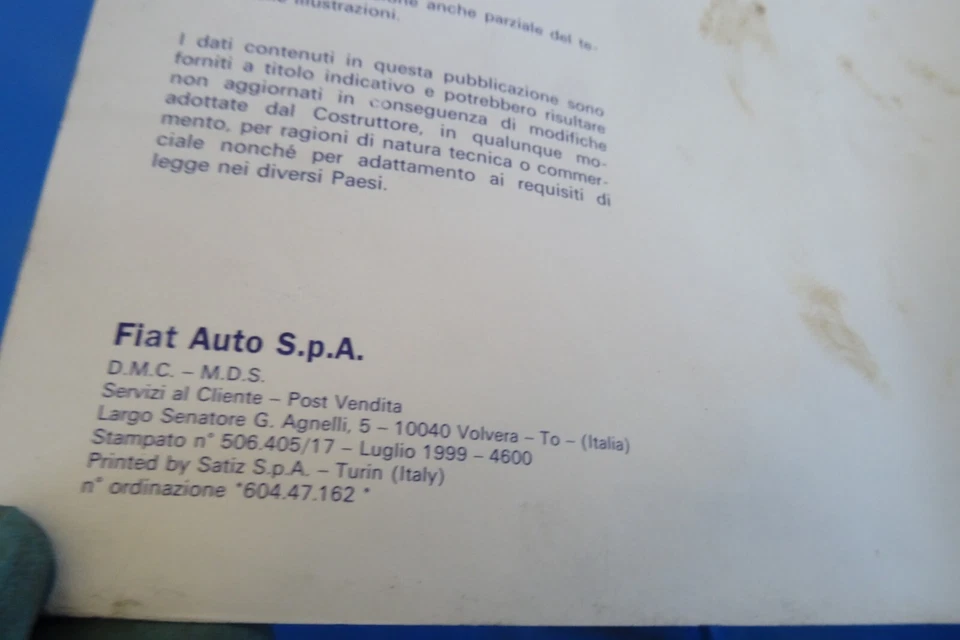 anche parziale del te-
illustrazioni.
I dati contenuti in questa pubblicazione sono
forniti a titolo indicativo e potrebbero risultare
non aggiornati in conseguenza di modifiche
adottate dal Costruttore, in qualunque mo-
mento, per ragioni di natura tecnica o commer-
ciale nonché per adattamento ai requisiti di
legge nei diversi Paesi.
Fiat Auto S.p.A.
D.M.C. – M.D.S.
Servizi al Cliente – Post Vendita
Largo Senatore G. Agnelli, 5 – 10040 Volvera – To – (Italia)
Stampato n° 506.405/17 – Luglio 1999 – 4600
Printed by Satiz S.p.A. – Turin (Italy)
n° ordinazione *604.47.162 *